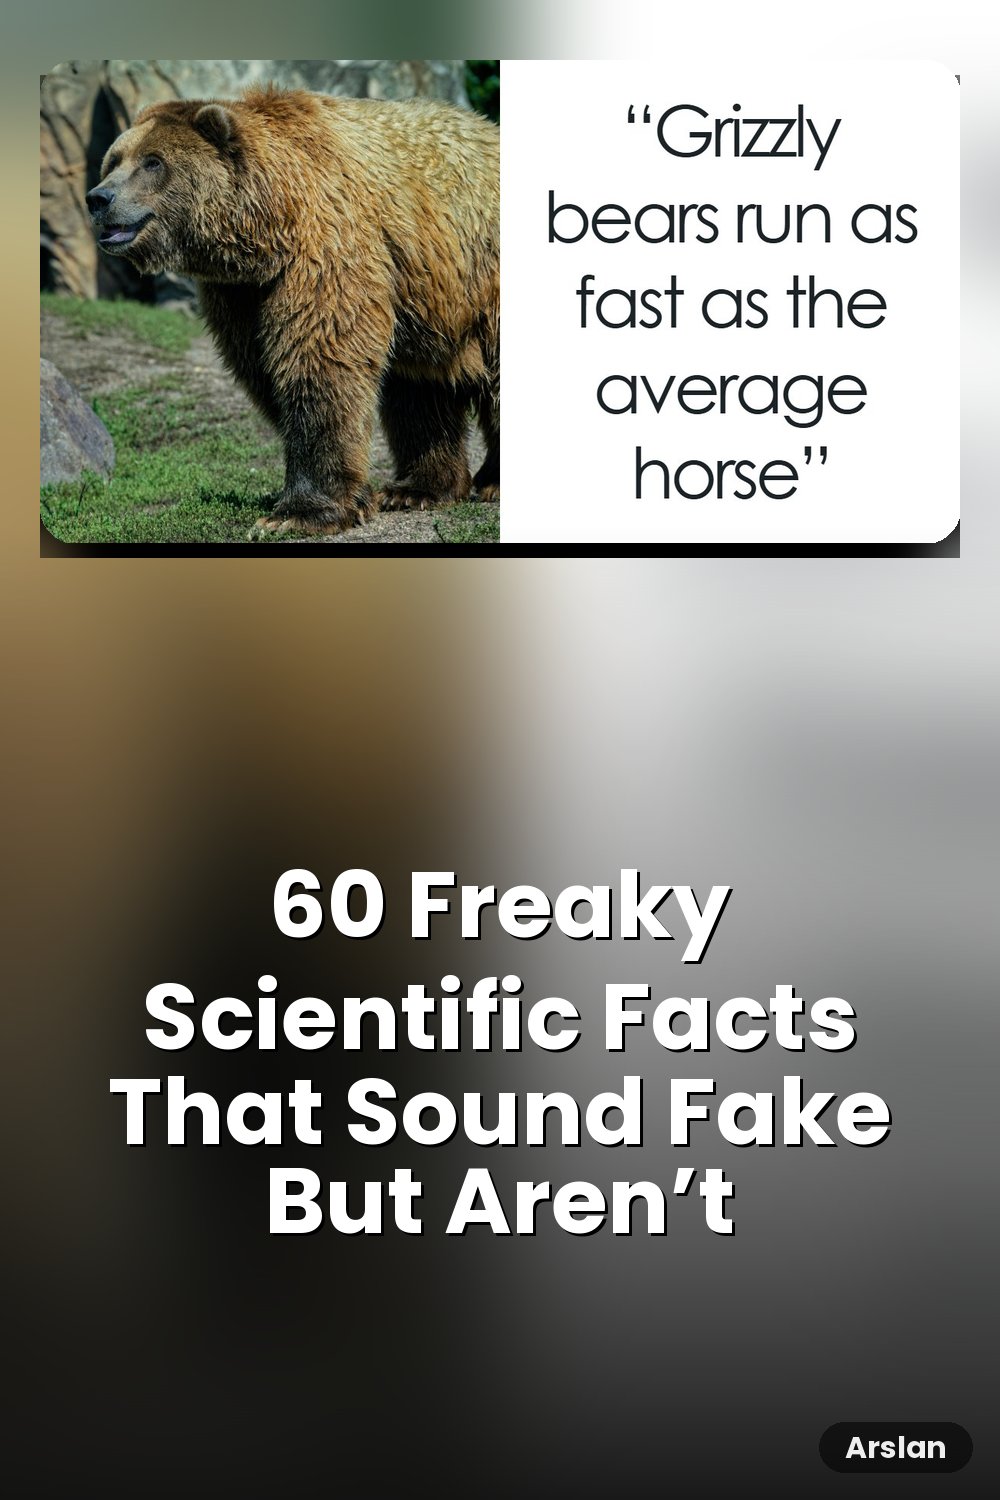 “Grizzly
bears run as
fast as the
average
horse”
60 Freaky
Scientific Facts
That Sound Fake
But Aren’t
Arslan